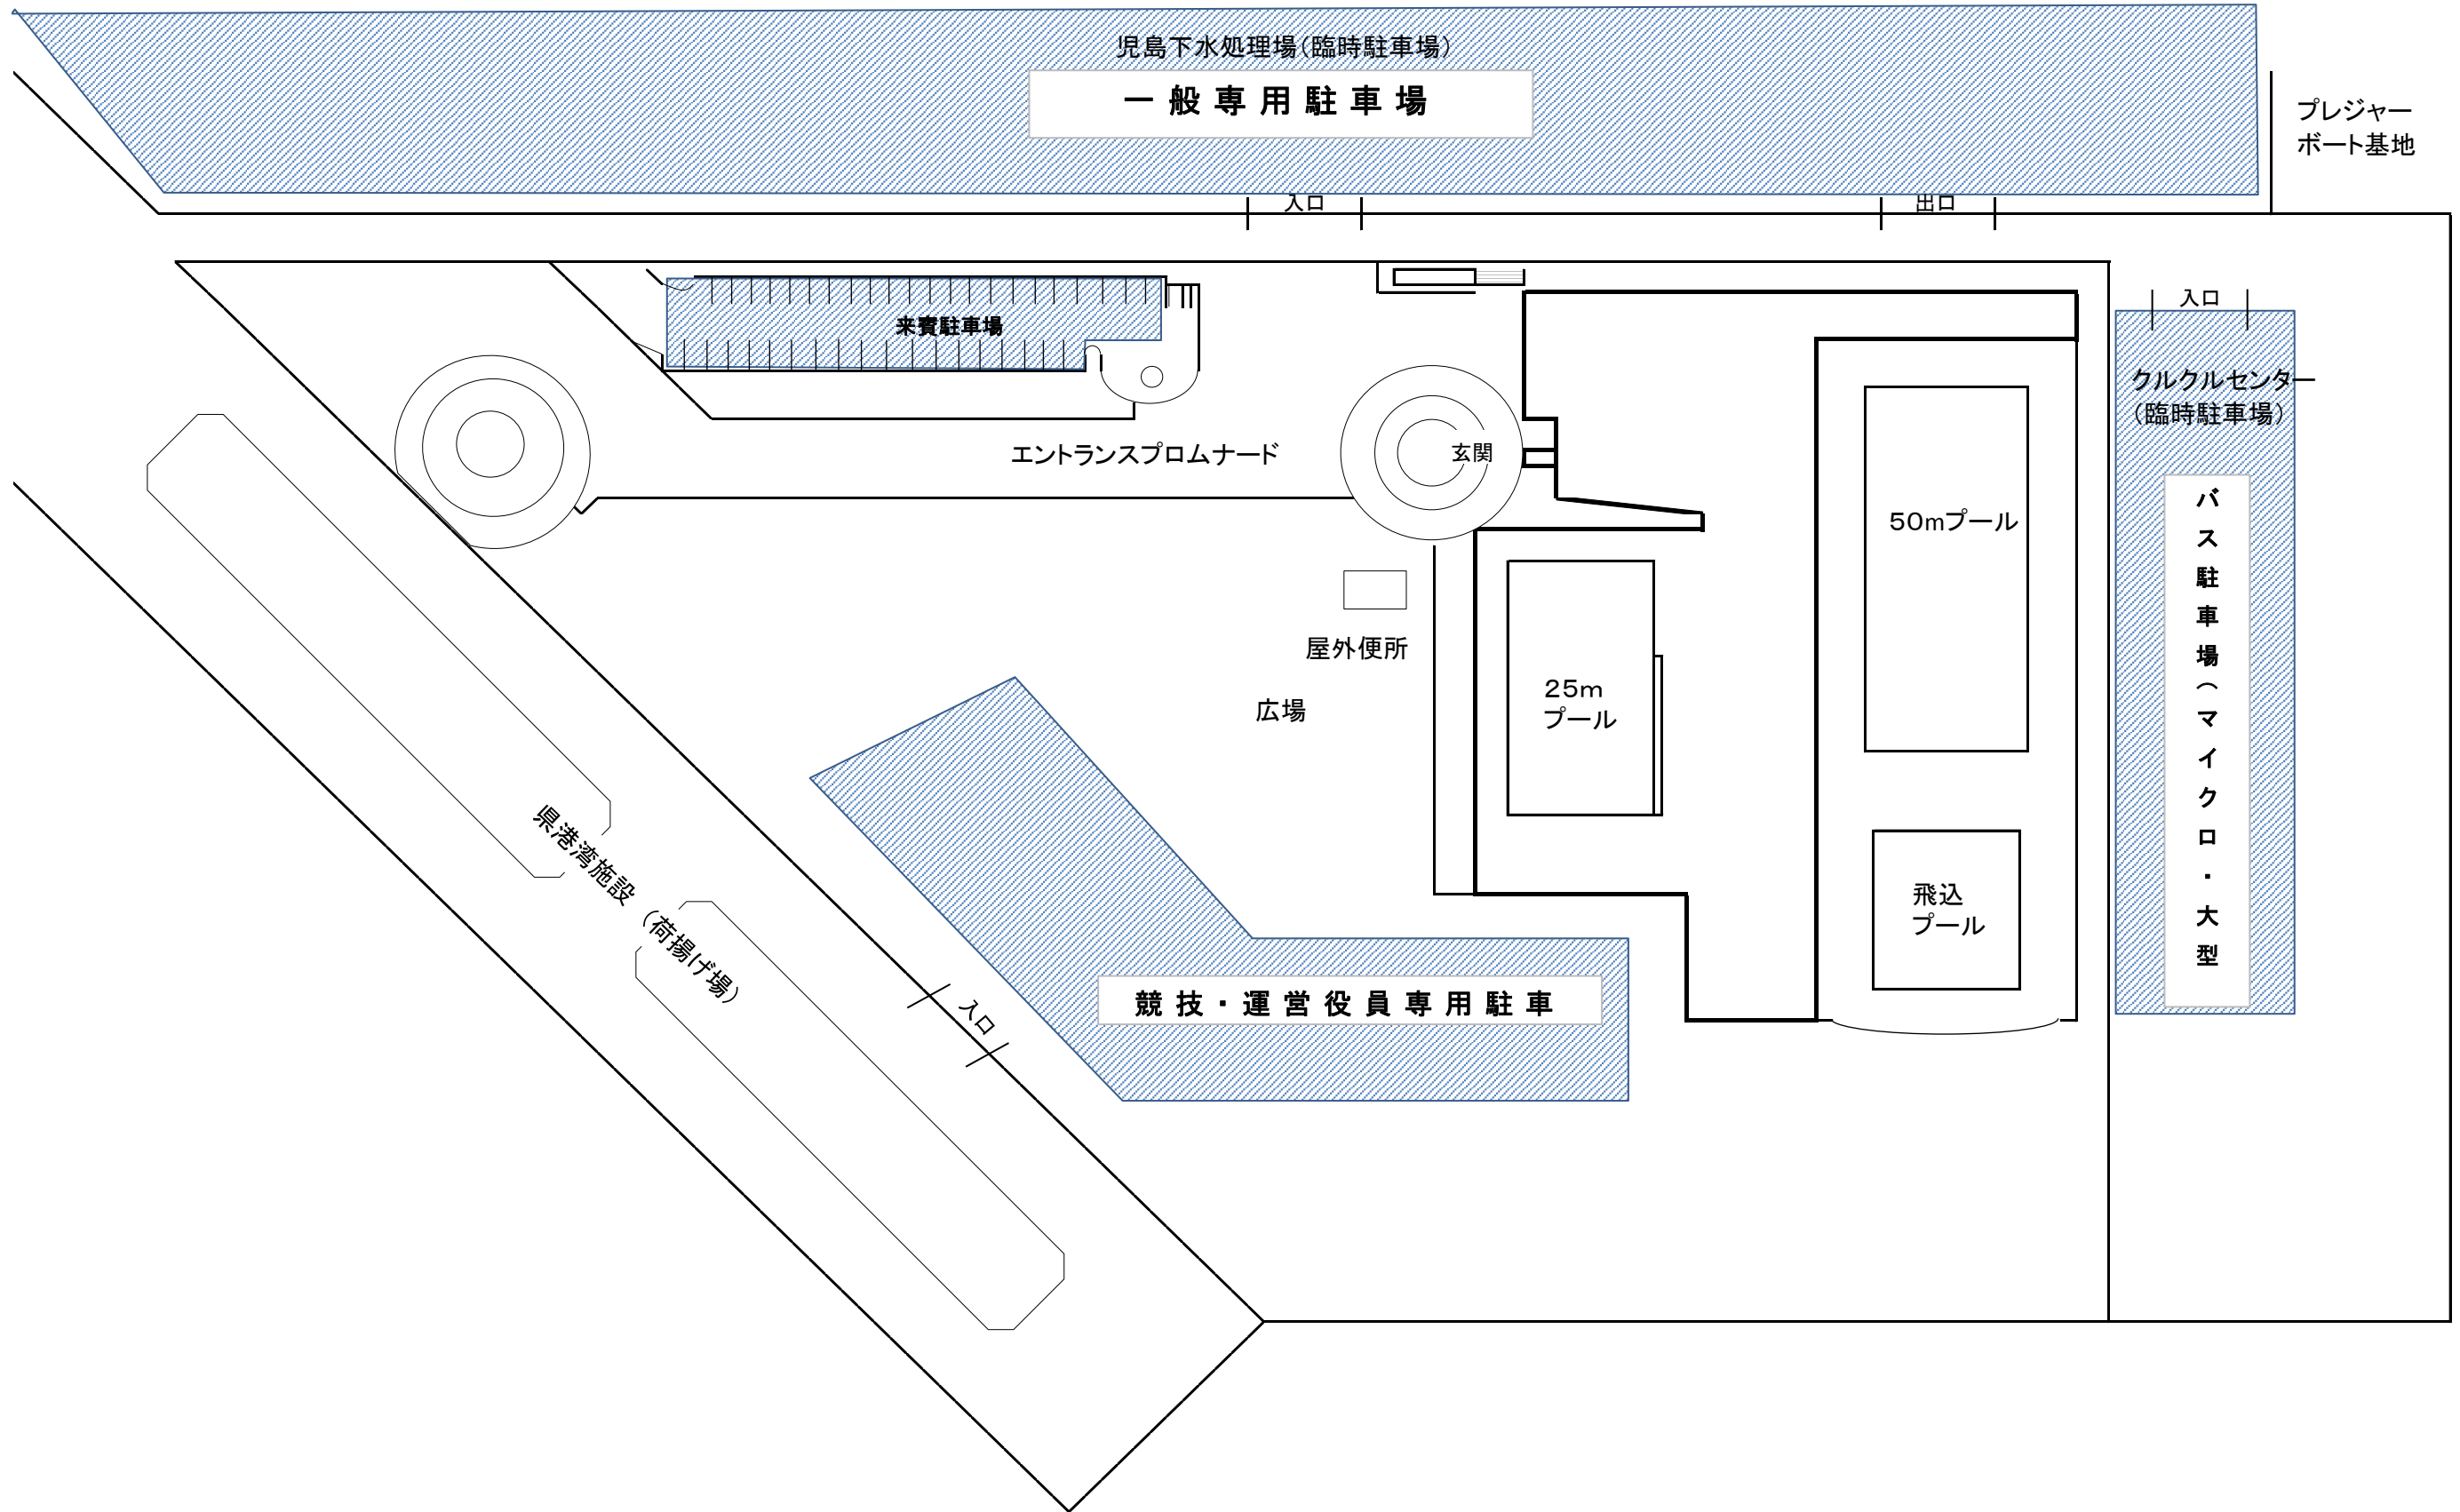 児島下水処理場(臨時駐車場)
一般専用駐車場
プレジャー
ボート基地
入口
出口
入口
来賓駐車場
クルクルセンター
(臨時駐車場)
エントランスプロムナード
玄関
バス駐車場(マイクロ・大型
50mプール
屋外便所
25m
プール
広場
県港湾施設 (荷揚げ場)
飛込
プール
競技・運営役員専用駐車
入口